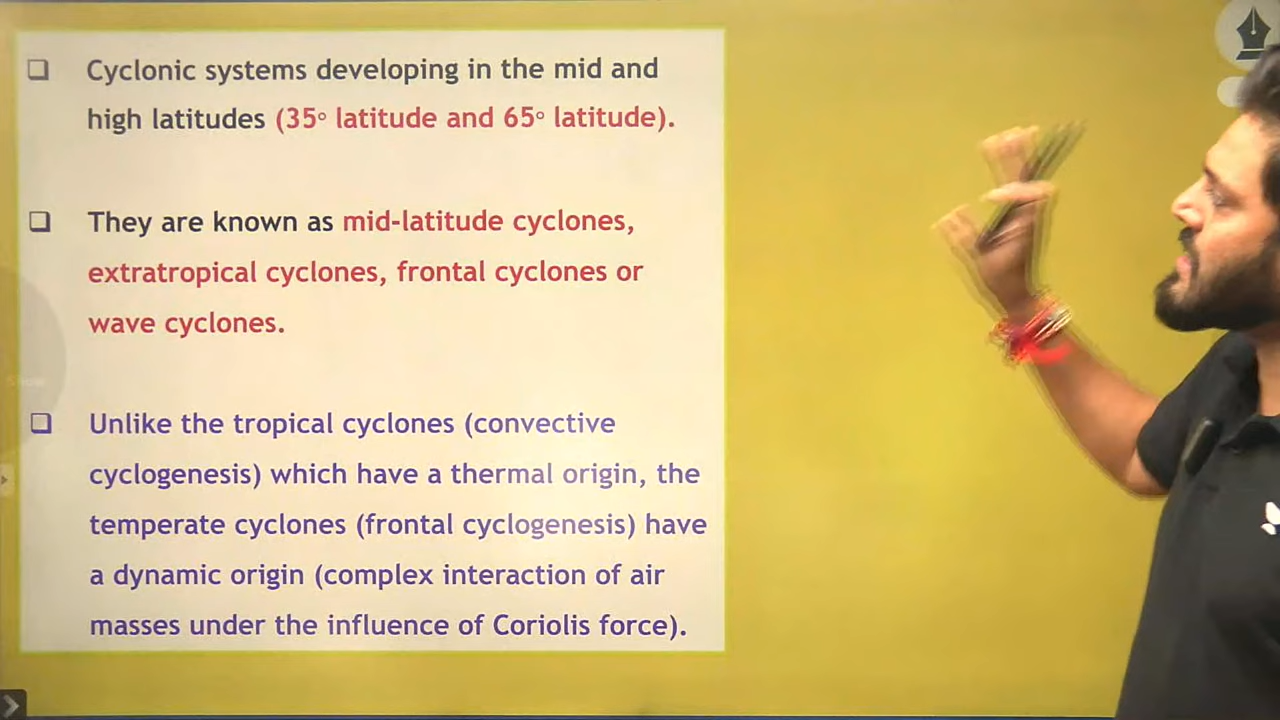 Cyclonic systems developing in the mid and
high latitudes (35° latitude and 65° latitude).
They are known as mid-latitude cyclones,
extratropical cyclones, frontal cyclones or
wave cyclones.
Unlike the tropical cyclones (convective
cyclogenesis) which have a thermal origin, the
temperate cyclones (frontal cyclogenesis) have
a dynamic origin (complex interaction of air
masses under the influence of Coriolis force).